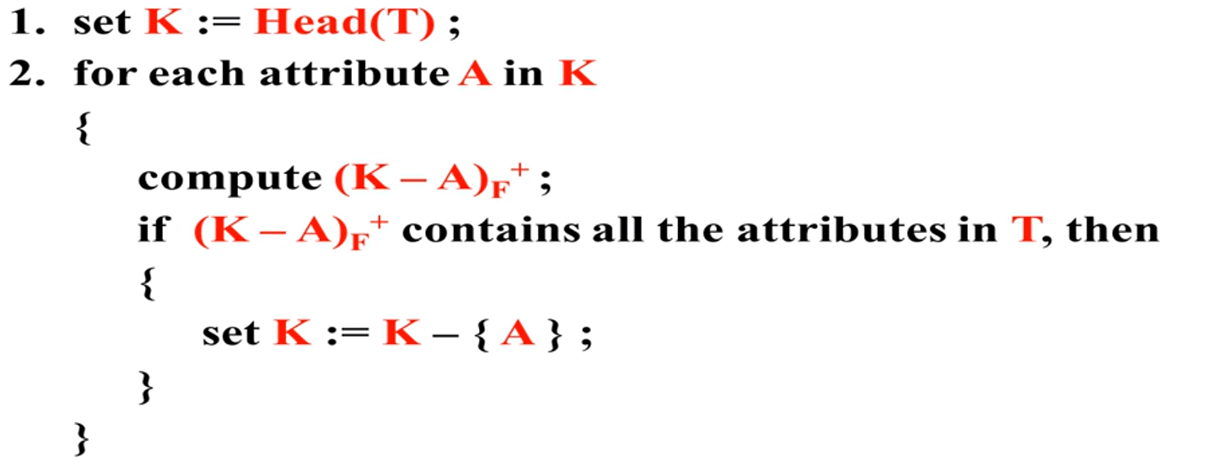 1. set K := Head(T) ;
2. for each attribute A in K
{
compute (K – A)F+ ;
if (K – A)F+ contains all the attributes in T, then
{
set K := K – { A } ;
}
}